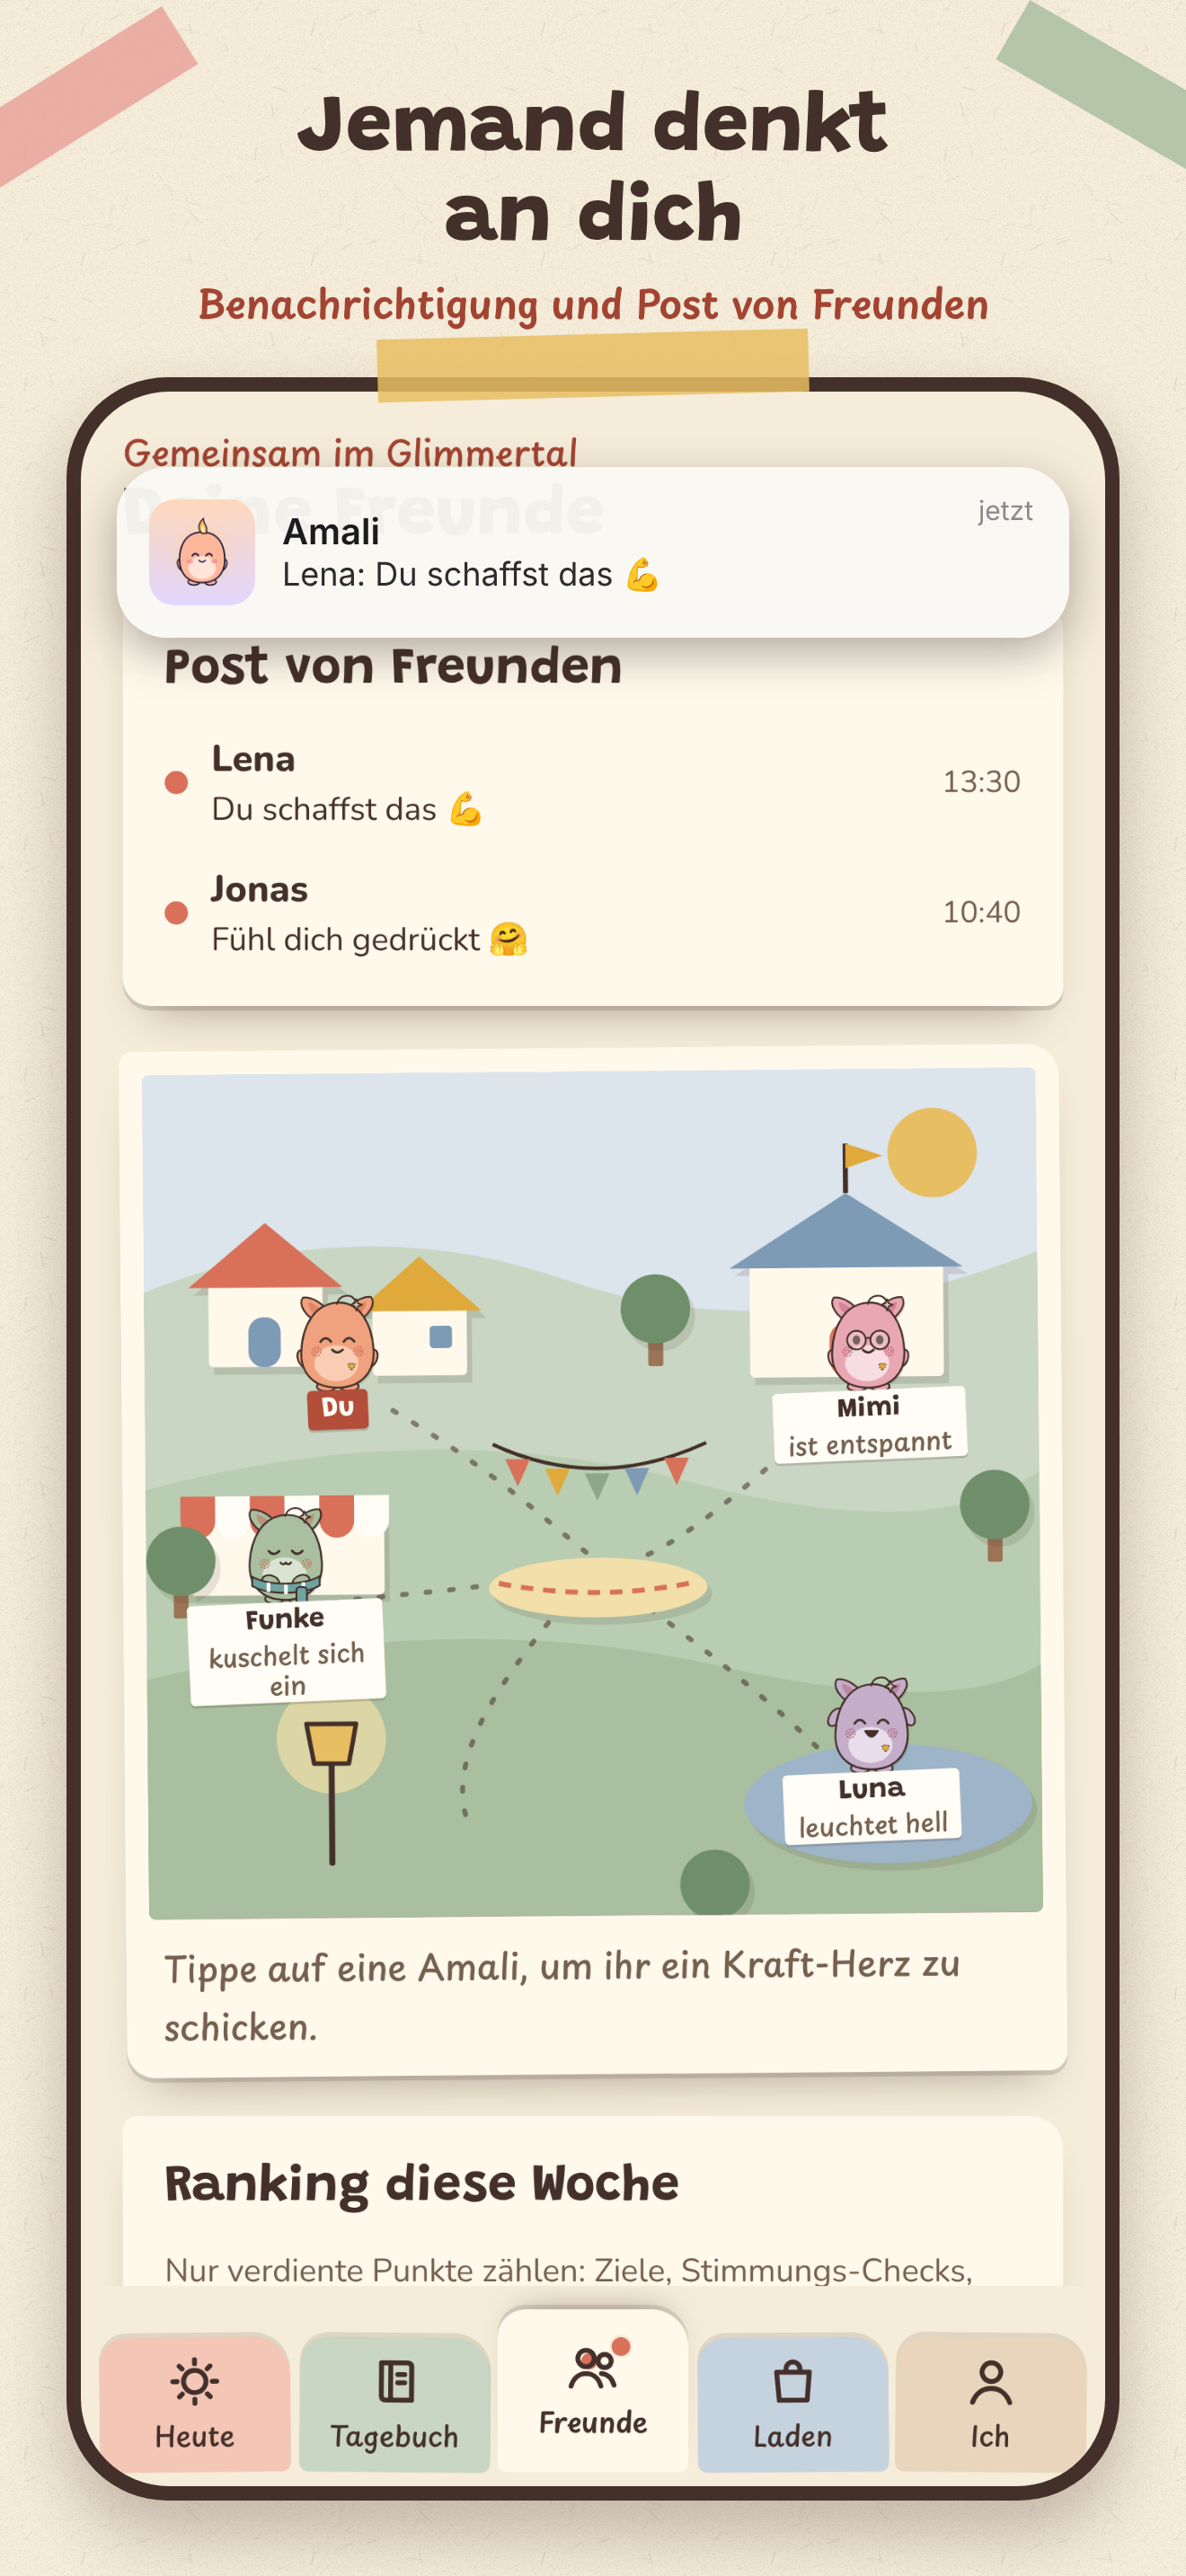 Jemand denkt
an dich
Benachrichtigung und Post von Freunden
Gemeinsam im Glimmertal
Deine Freunde
Amali
jetzt
Lena: Du schaffst das 💪
Post von Freunden
Lena
Du schaffst das 💪
13:30
Jonas
Fühl dich gedrückt 🤗
10:40
Du
Mimi
ist entspannt
Funke
kuschelt sich
ein
Luna
leuchtet hell
Tippe auf eine Amali, um ihr ein Kraft-Herz zu
schicken.
Ranking diese Woche
Nur verdiente Punkte zählen: Ziele, Stimmungs-Checks,
Heute
Tagebuch
Freunde
Laden
Ich